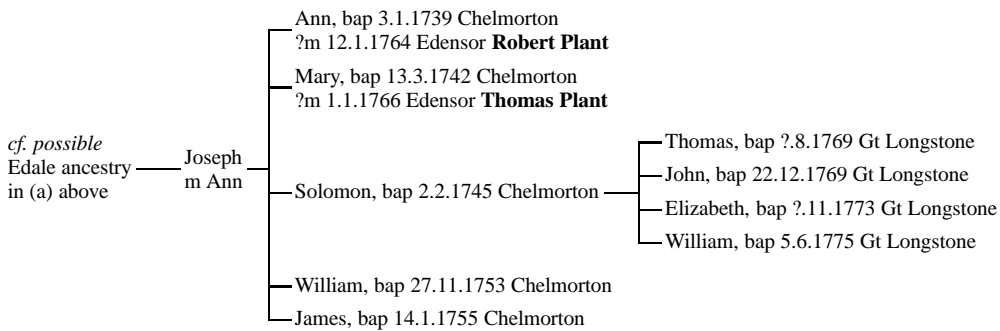 Ann, bap 3.1.1739 Chelmorton
?m 12.1.1764 Edensor Robert Plant
Mary, bap 13.3.1742 Chelmorton
?m 1.1.1766 Edensor Thomas Plant
cf. possible
Edale ancestry
in (a) above
Joseph
m Ann
Solomon, bap 2.2.1745 Chelmorton
Thomas, bap ?.8.1769 Gt Longstone
John, bap 22.12.1769 Gt Longstone
Elizabeth, bap ?.11.1773 Gt Longstone
William, bap 5.6.1775 Gt Longstone
William, bap 27.11.1753 Chelmorton
James, bap 14.1.1755 Chelmorton